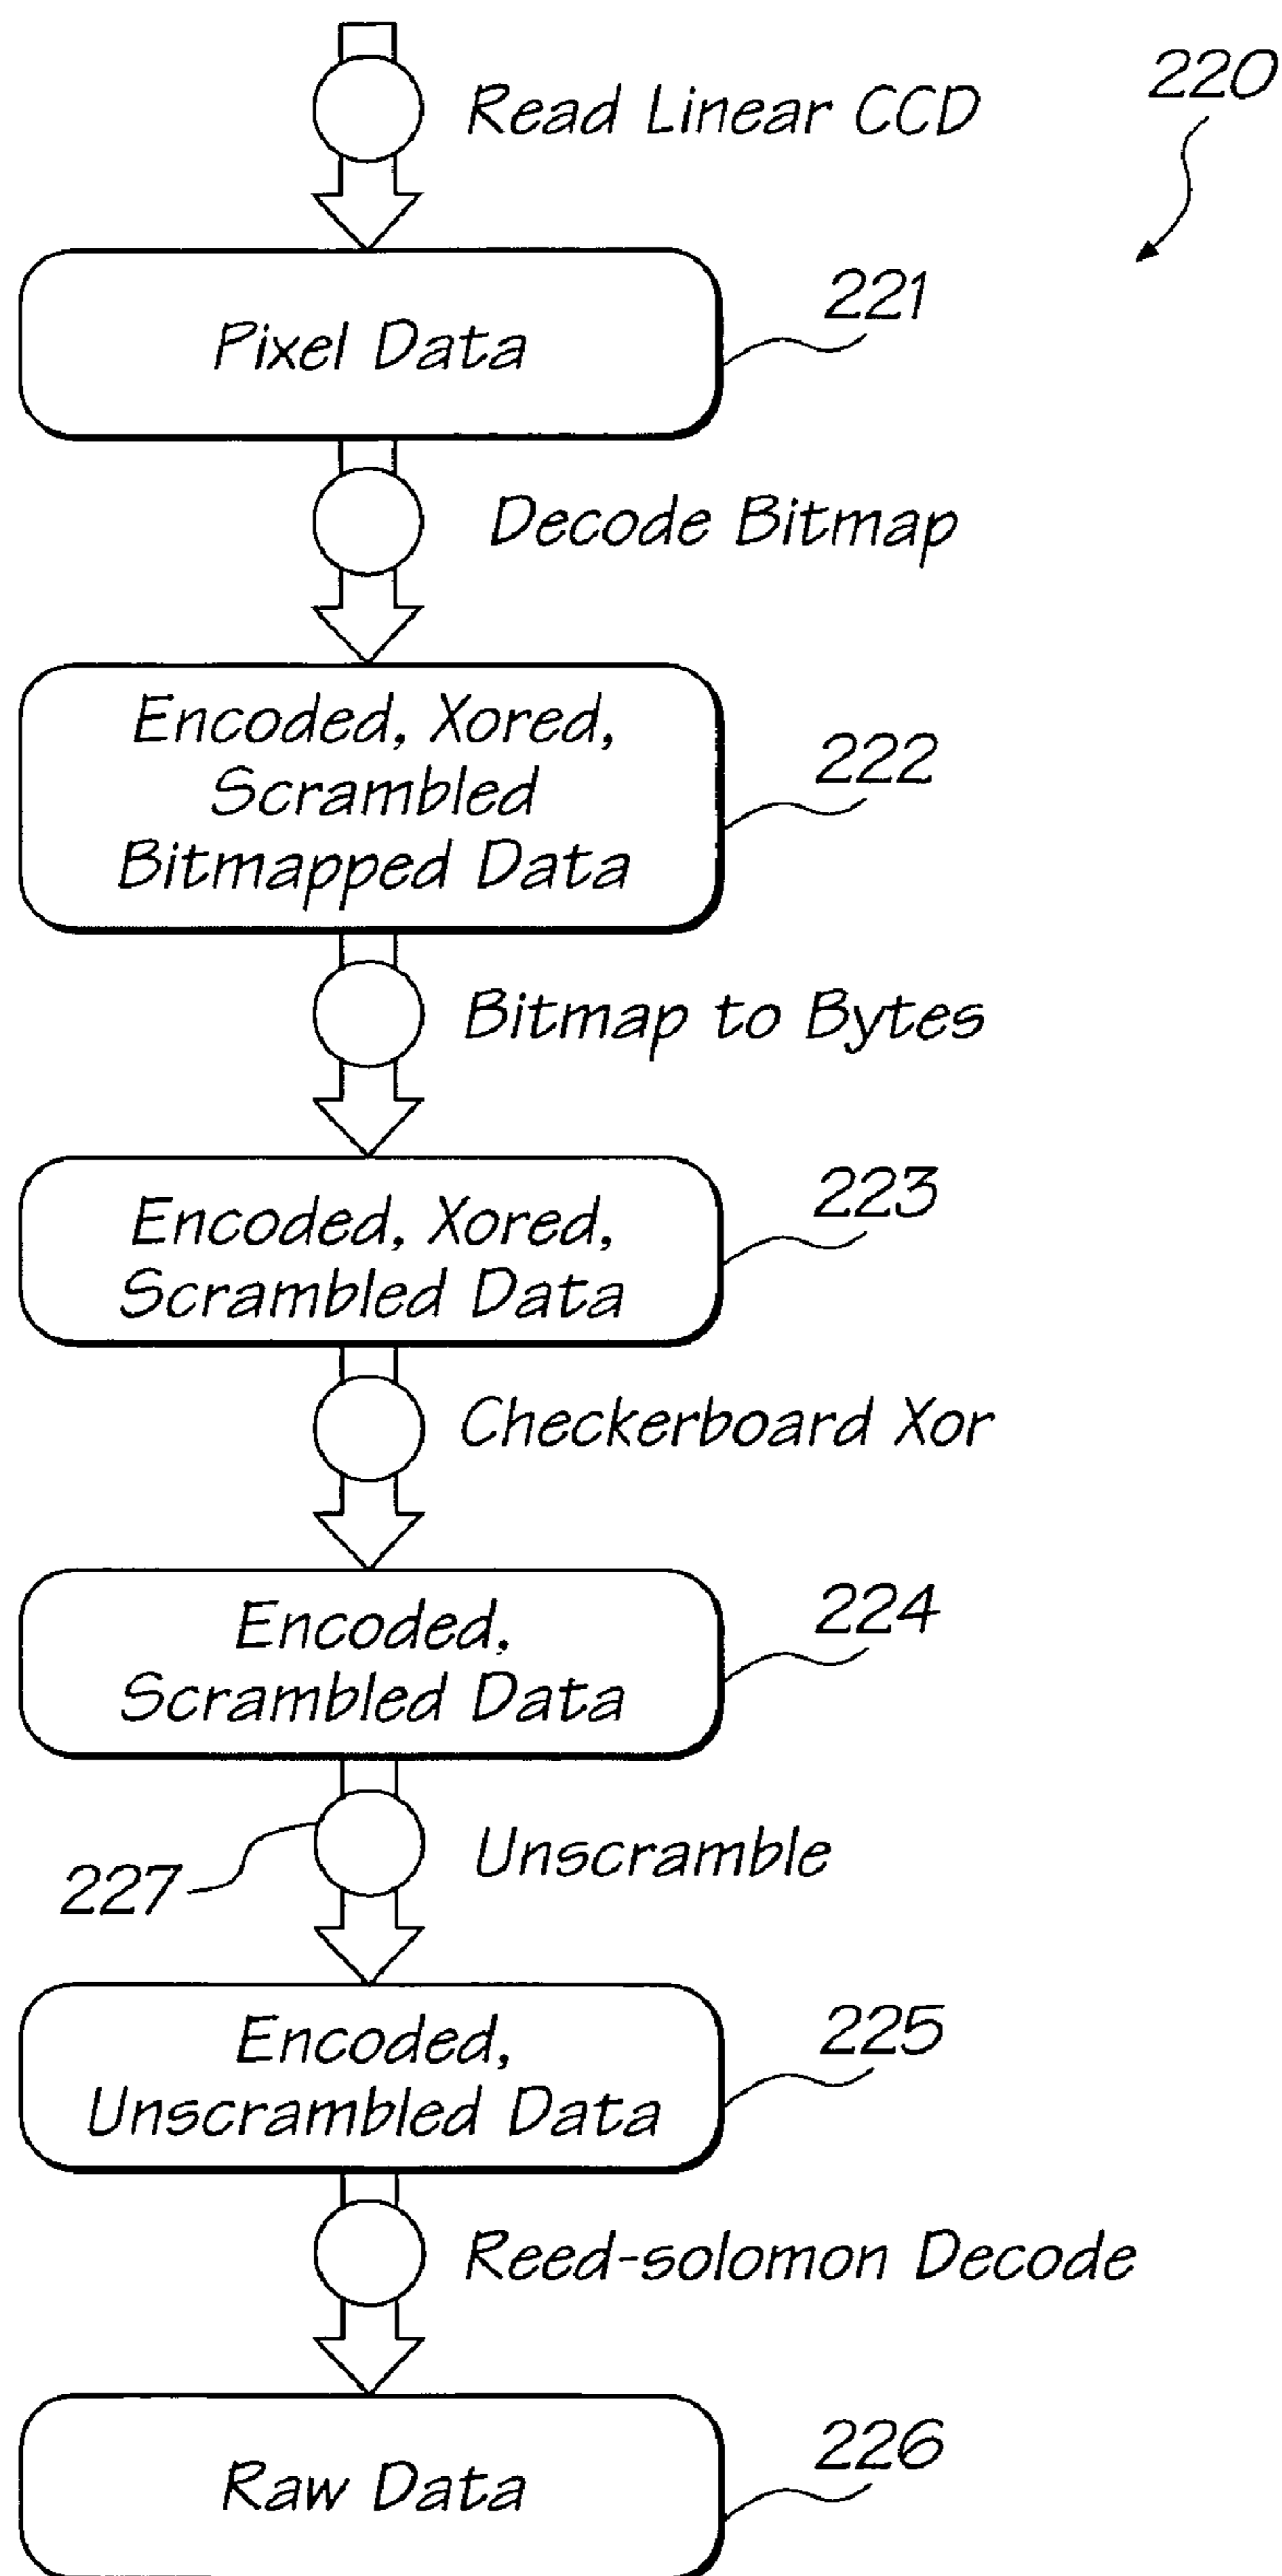 Read Linear CCD
220
Pixel Data
221
Decode Bitmap
Encoded, Xored,
Scrambled
Bitmapped Data
222
Bitmap to Bytes
Encoded, Xored,
Scrambled Data
223
Checkerboard Xor
Encoded,
Scrambled Data
224
Unscramble
227
Encoded,
Unscrambled Data
225
Reed-solomon Decode
Raw Data
226